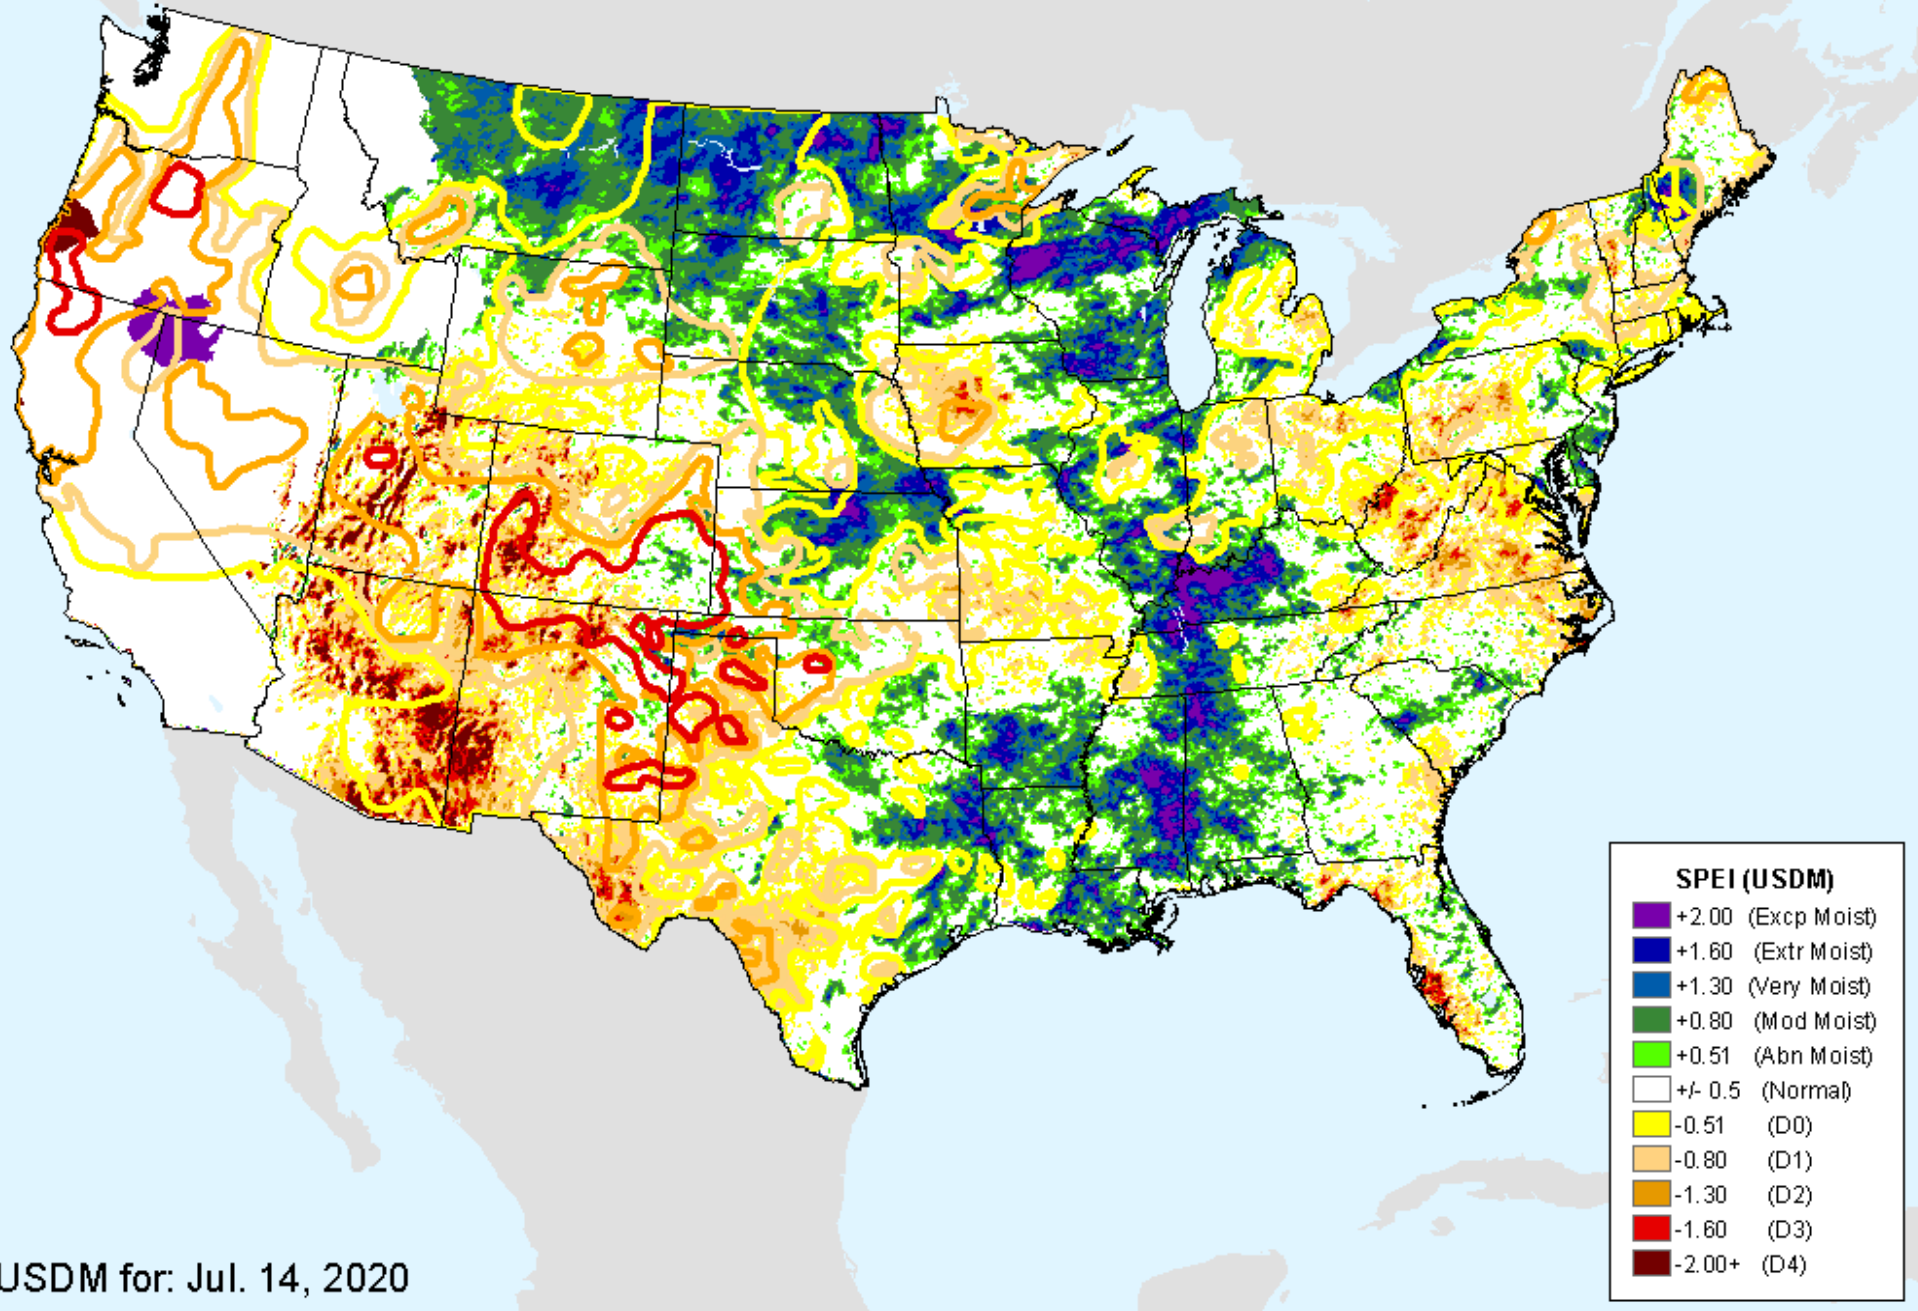 SPEI (USDM)
+2.00 (Excp Moist)
+1.60 (Extr Moist)
+1.30 (Very Moist)
+0.80 (Mod Moist)
+0.51 (Abn Moist)
+/- 0.5 (Normal)
-0.51 (D0)
-0.80 (D1)
-1.30 (D2)
-1.60 (D3)
-2.00+ (D4)
USDM for: Jul. 14, 2020